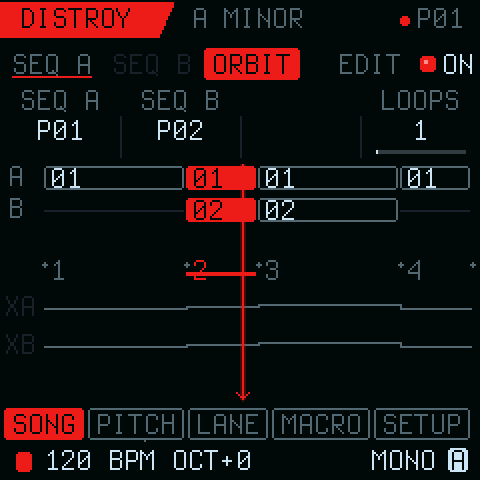 DISTROY A MINOR P01
SEQ A SEQ B ORBIT EDIT ON
SEQ A SEQ B LOOPS
P01 P02 1
A 01 01 01 01
B 02 02
1 2 3 4
XA
XB
SONG PITCH LANE MACRO SETUP
120 BPM OCT+0 MONO A